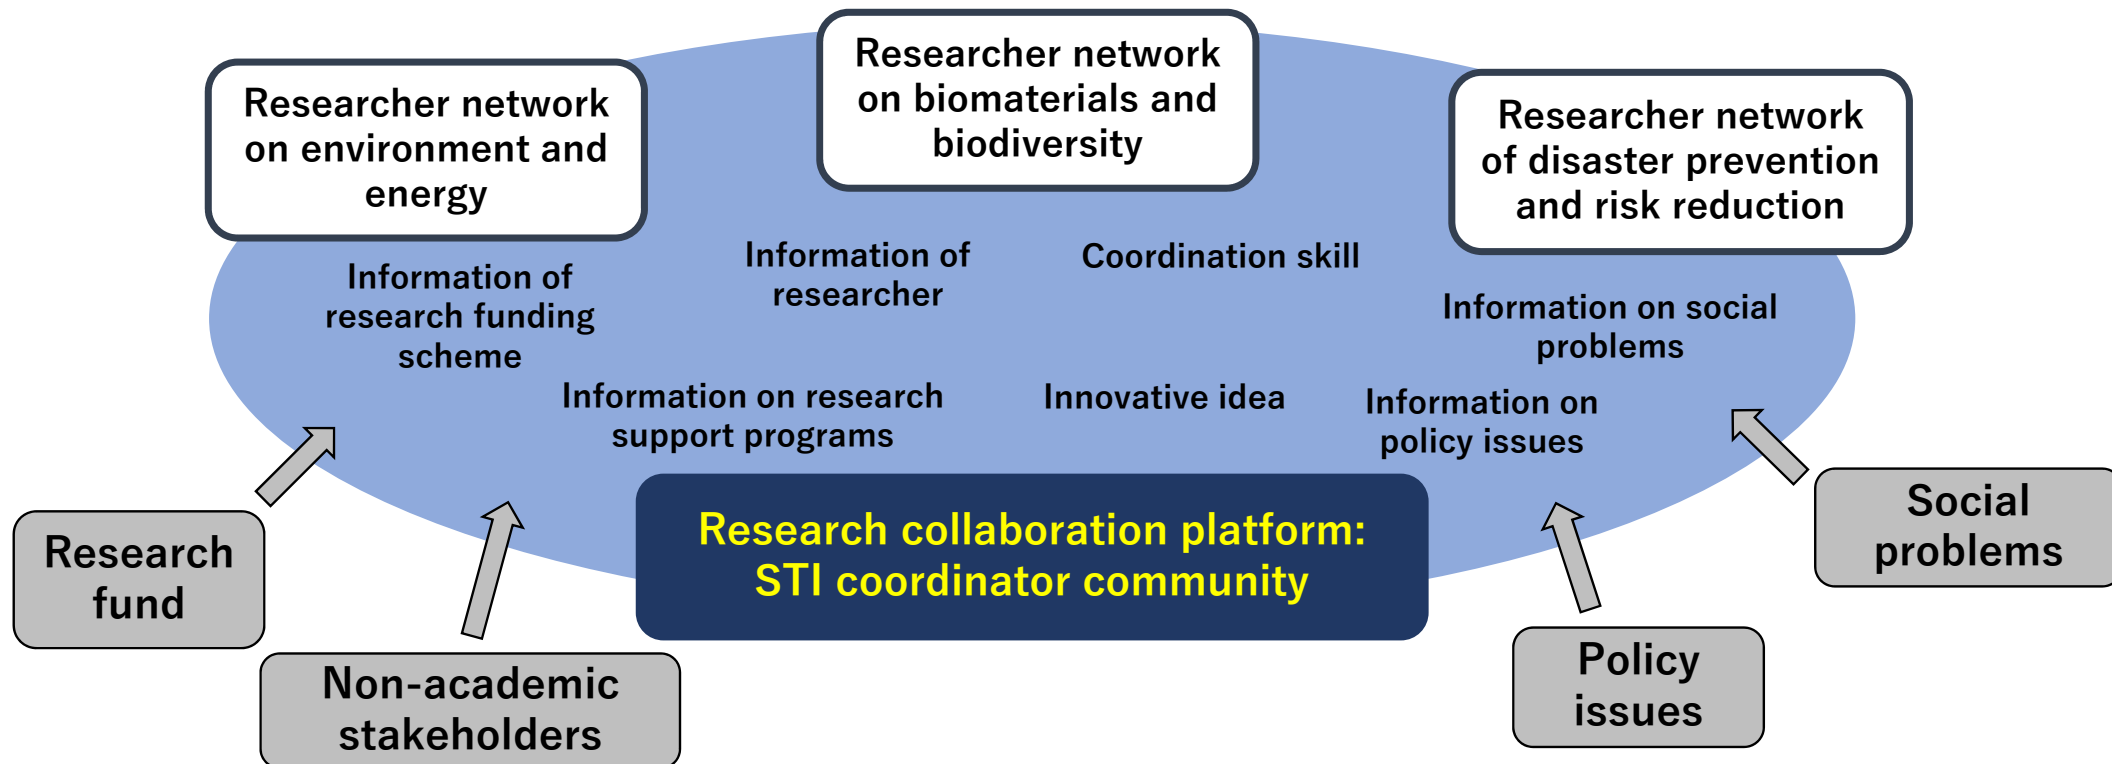 Researcher network
on environment and
energy
Researcher network
on biomaterials and
biodiversity
Researcher network
of disaster prevention
and risk reduction
Information of
research funding
scheme
Information of
researcher
Coordination skill
Information on social
problems
Information on research
support programs
Innovative idea
Information on
policy issues
Research collaboration platform:
STI coordinator community
Research
fund
Non-academic
stakeholders
Policy
issues
Social
problems